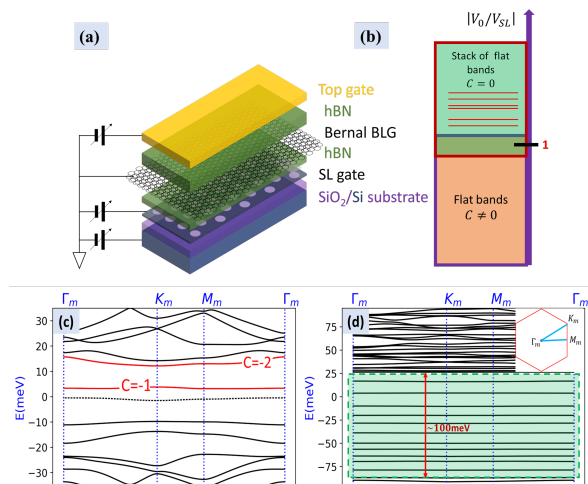 (a)
Top gate
hBN
Bernal BLG
hBN
SL gate
SiO₂/Si substrate
(b)
|V₀/V_SL|
Stack of flat
bands
C = 0
1
Flat bands
C ≠ 0
(c)
Γₘ Kₘ Mₘ Γₘ
E(meV)
30
20
10
0
−10
−20
−30
C=-2
C=-1
(d)
Γₘ Kₘ Mₘ Γₘ
E(meV)
75
50
25
0
−25
−50
−75
~100meV
Kₘ
Γₘ
Mₘ